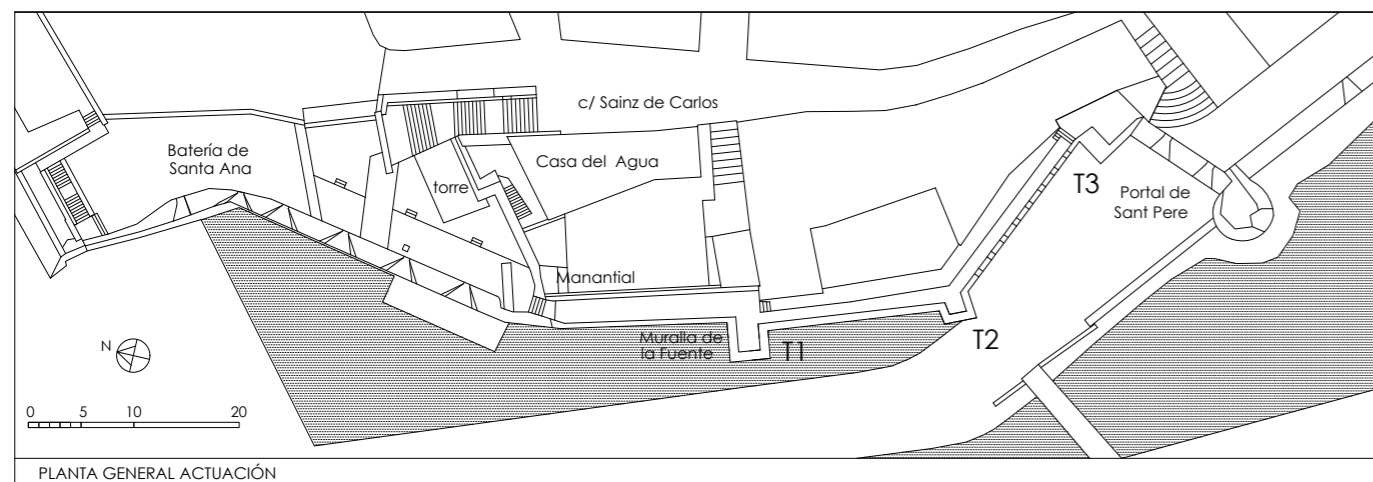 c/ Sainz de Carlos
Batería de
Santa Ana
torre
Casa del Agua
T3
Portal de
Sant Pere
Manantial
Muralla de
la Fuente
T1
T2
N
0 5 10 20
PLANTA GENERAL ACTUACIÓN